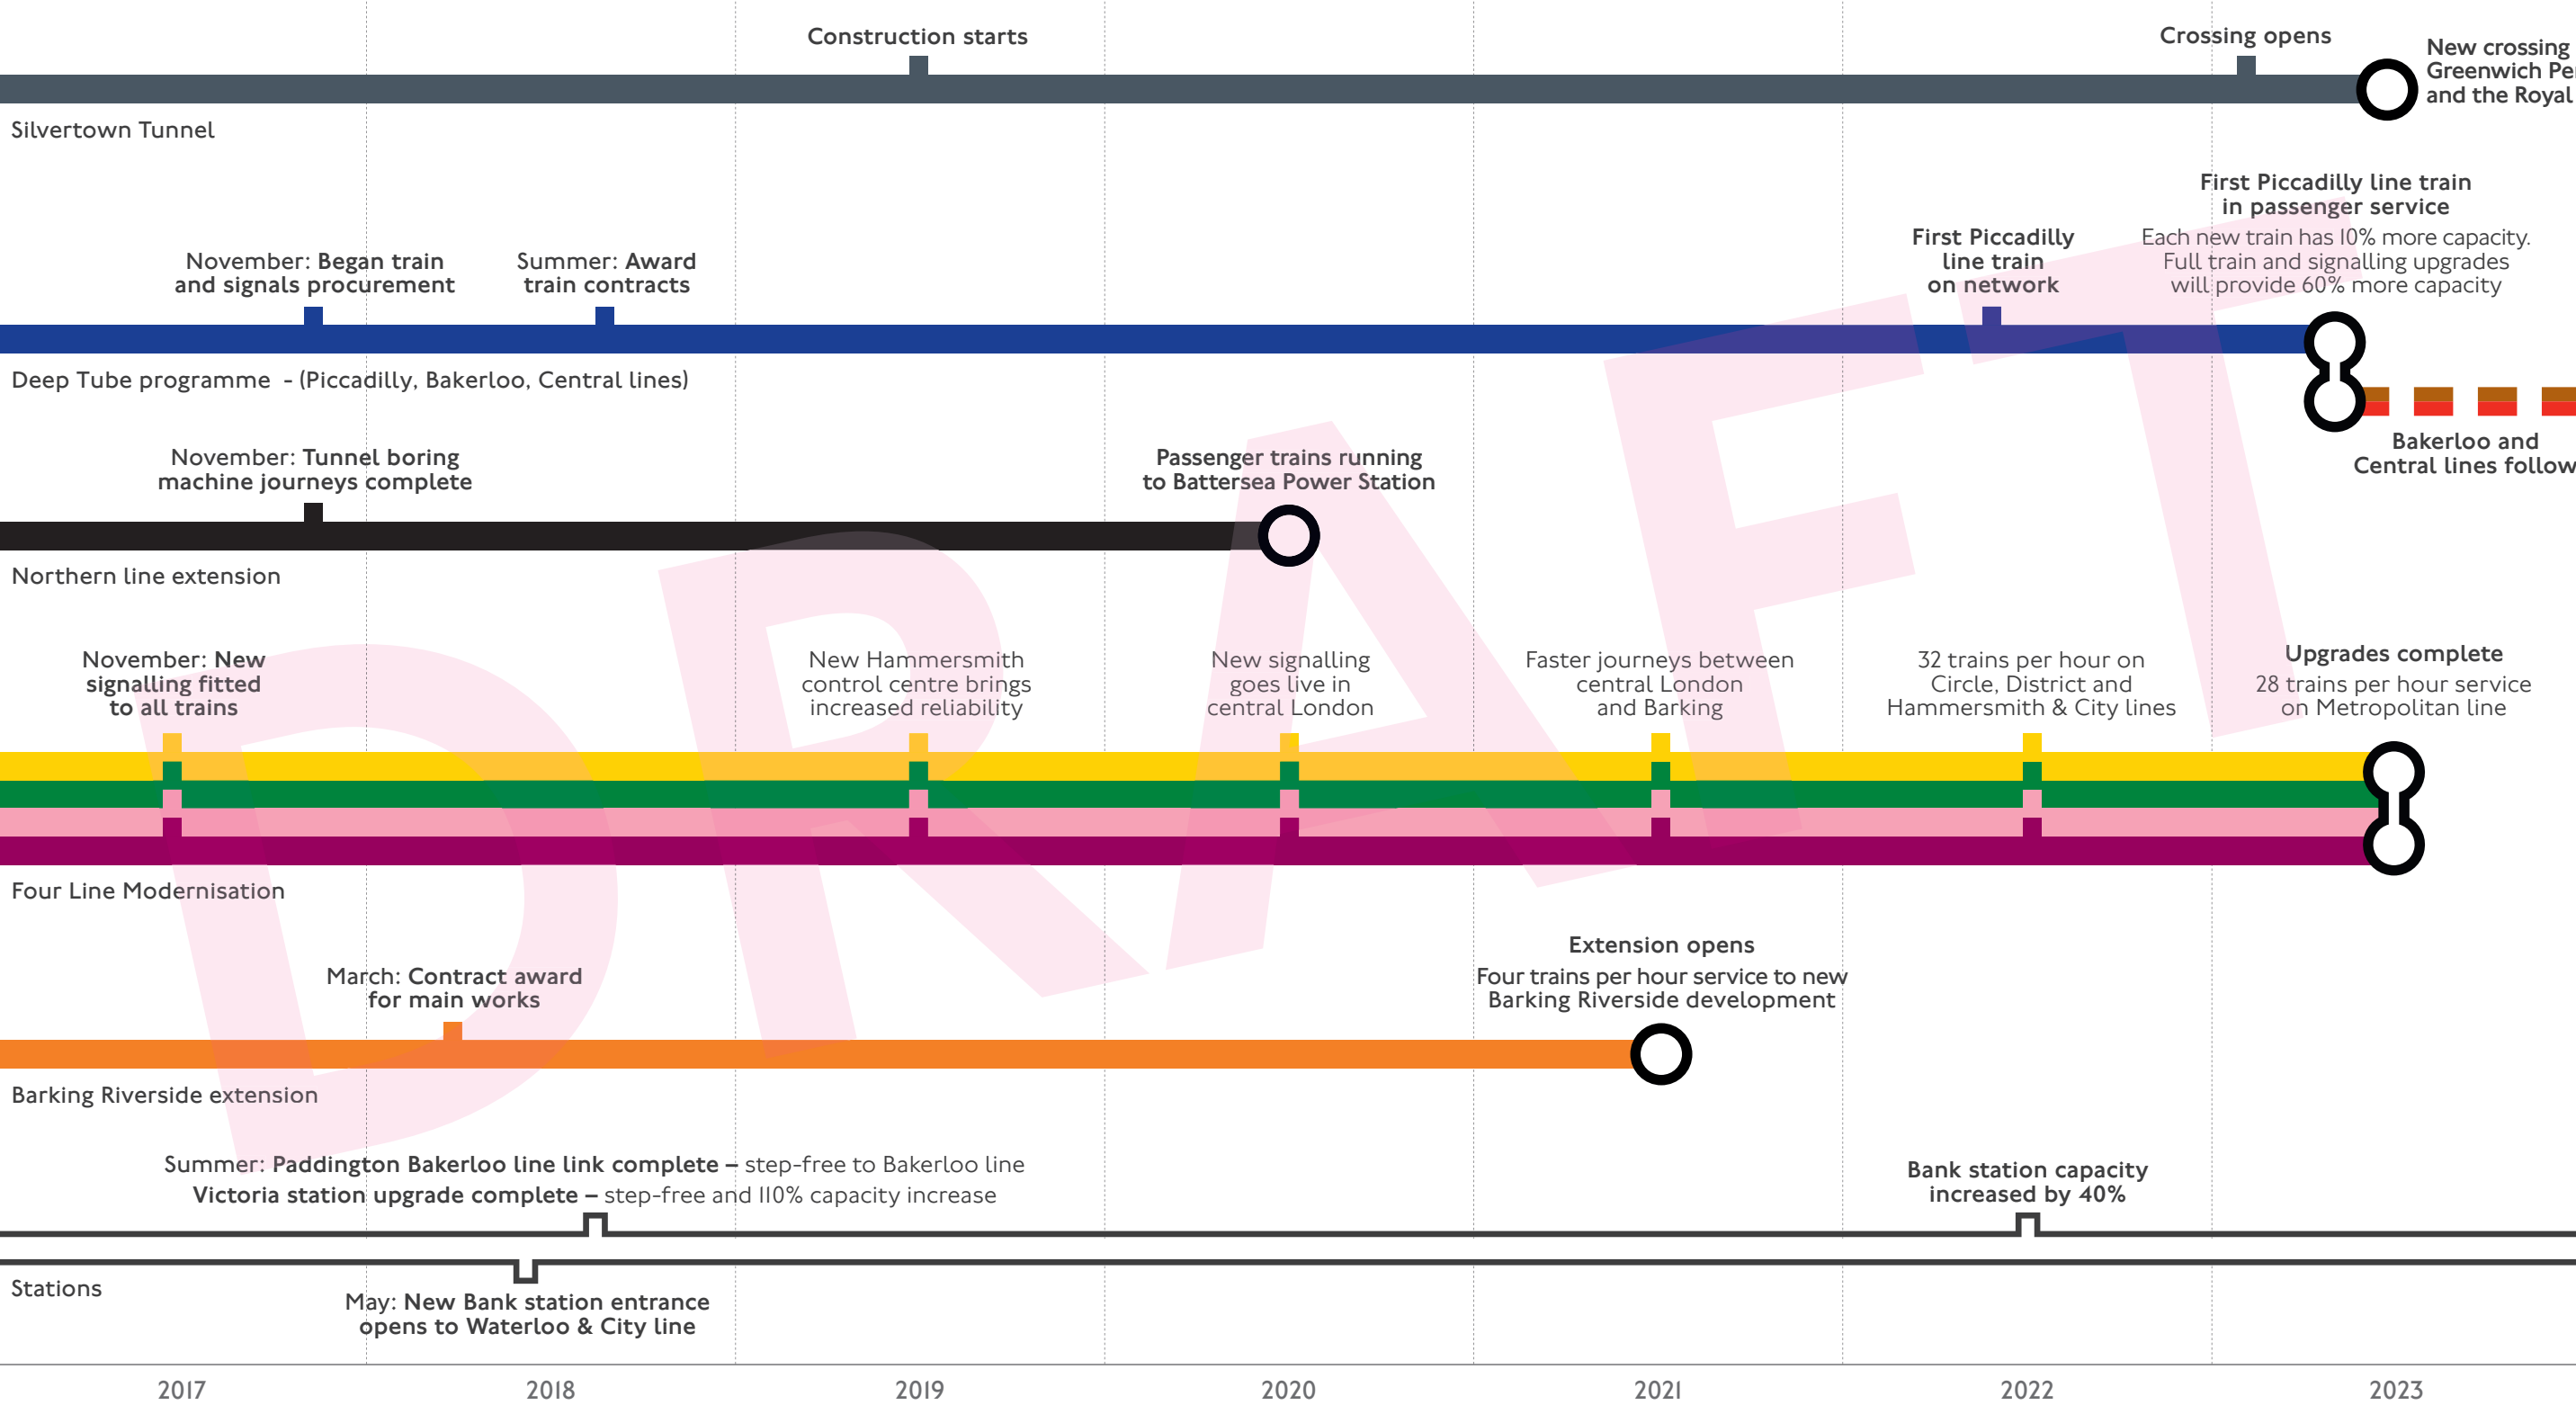 Construction starts
Crossing opens
New crossing
Greenwich Pe
and the Royal
Silvertown Tunnel
First Piccadilly line train
in passenger service
Each new train has 10% more capacity.
Full train and signalling upgrades
will provide 60% more capacity
November: Began train
and signals procurement
Summer: Award
train contracts
First Piccadilly
line train
on network
Deep Tube programme - (Piccadilly, Bakerloo, Central lines)
Bakerloo and
Central lines follow
November: Tunnel boring
machine journeys complete
Passenger trains running
to Battersea Power Station
Northern line extension
November: New
signalling fitted
to all trains
New Hammersmith
control centre brings
increased reliability
New signalling
goes live in
central London
Faster journeys between
central London
and Barking
32 trains per hour on
Circle, District and
Hammersmith & City lines
Upgrades complete
28 trains per hour service
on Metropolitan line
Four Line Modernisation
March: Contract award
for main works
Extension opens
Four trains per hour service to new
Barking Riverside development
Barking Riverside extension
Summer: Paddington Bakerloo line link complete – step-free to Bakerloo line
Victoria station upgrade complete – step-free and 110% capacity increase
Bank station capacity
increased by 40%
Stations
May: New Bank station entrance
opens to Waterloo & City line
2017 2018 2019 2020 2021 2022 2023
DRAFT